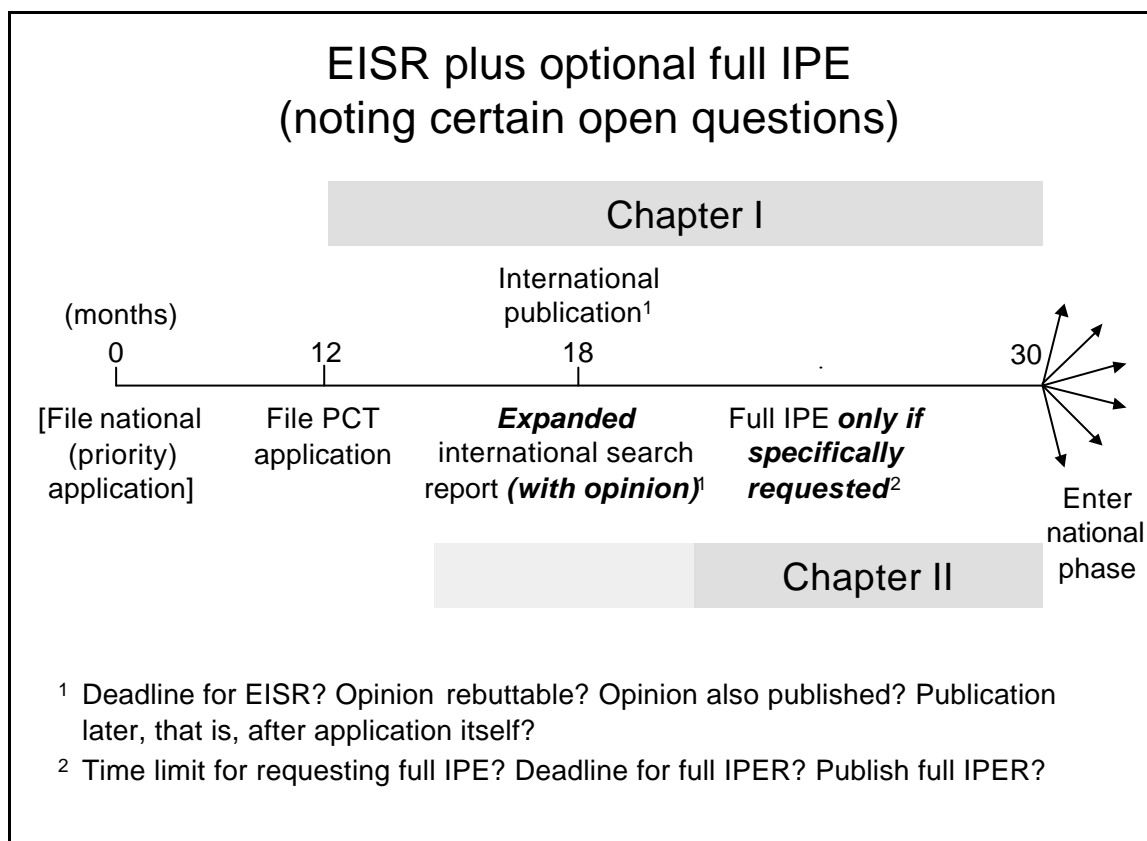 EISR plus optional full IPE
(noting certain open questions)
Chapter I
International
publication¹
(months)
0
12
18
30
[File national
(priority)
application]
File PCT
application
Expanded
international search
report (with opinion)¹
Full IPE only if
specifically
requested²
Enter
national
phase
Chapter II
¹ Deadline for EISR? Opinion rebuttable? Opinion also published? Publication
later, that is, after application itself?
² Time limit for requesting full IPE? Deadline for full IPER? Publish full IPER?